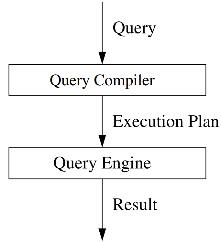 Query
Query Compiler
Execution Plan
Query Engine
Result